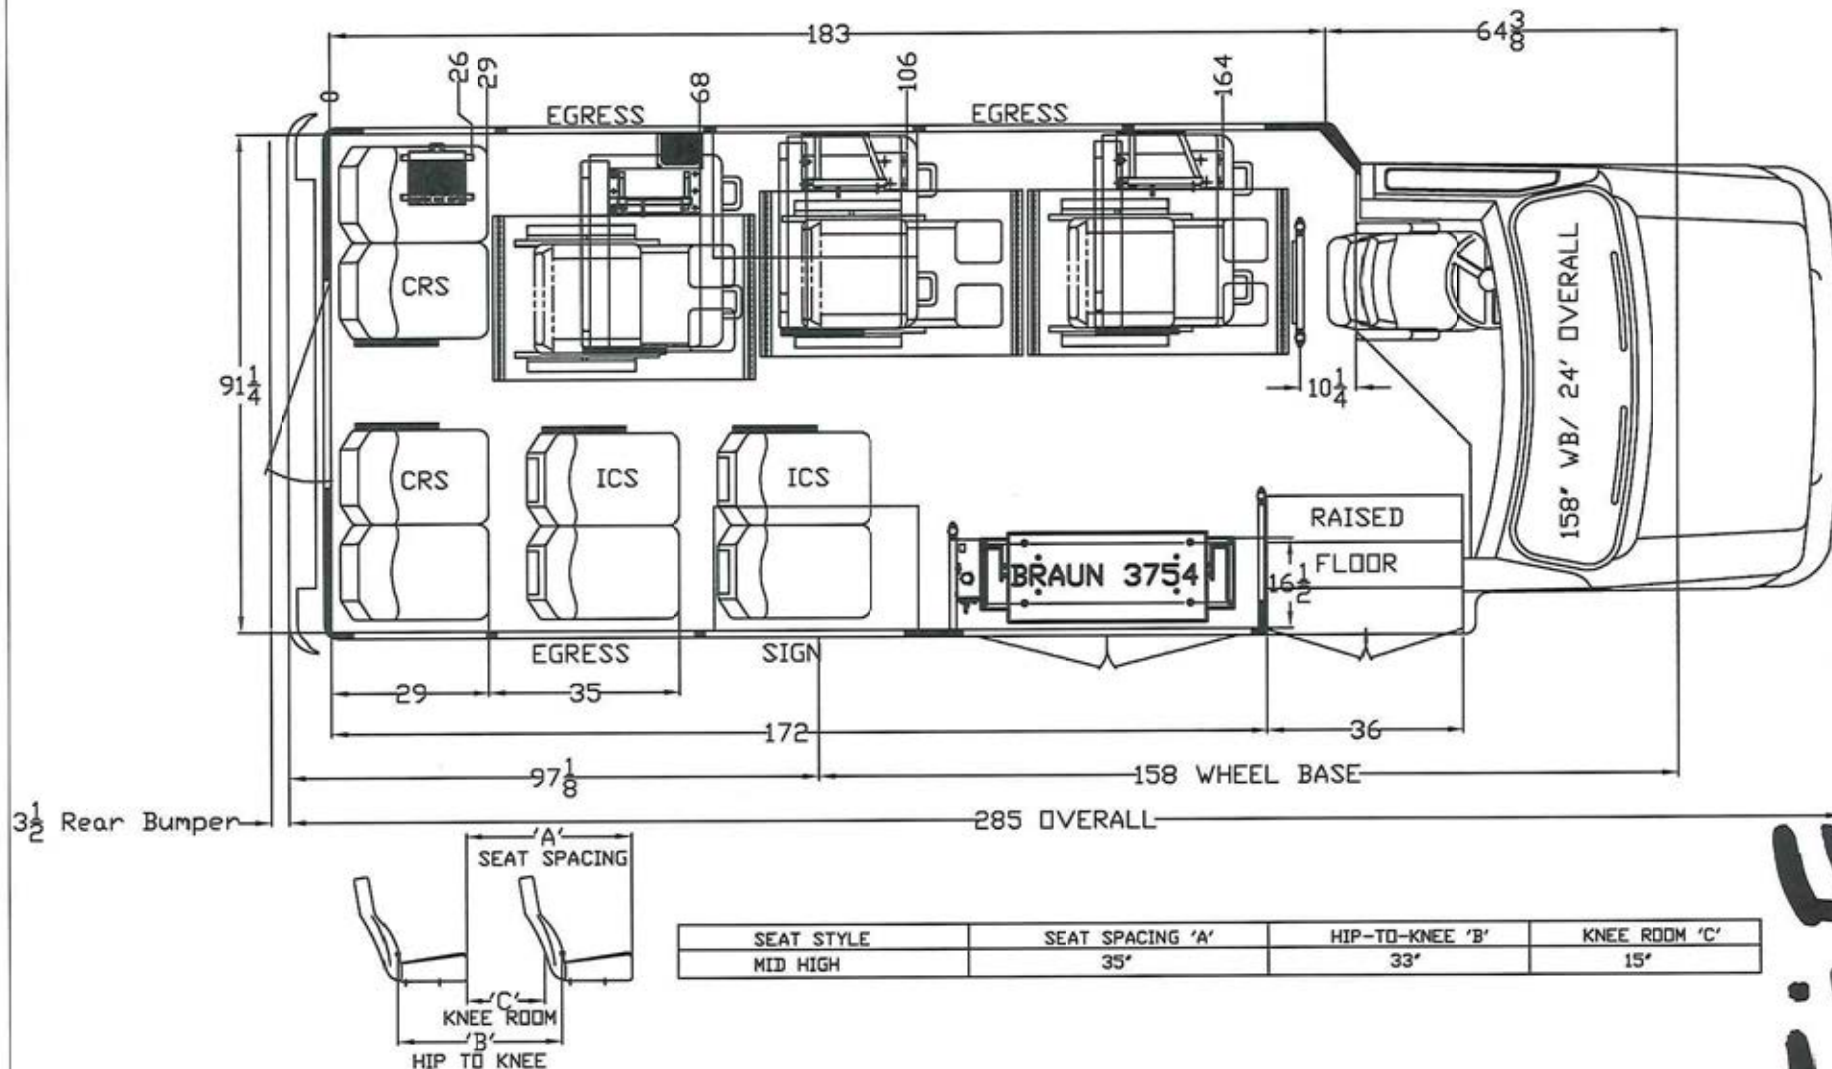 183
64 3/8
0
26
29
68
106
164
EGRESS
EGRESS
CRS
91 1/4
10 1/4
158" WB/ 24' OVERALL
CRS
ICS
ICS
RAISED
FLOOR
BRAUN 3754
16 1/2
EGRESS
SIGN
29
35
172
36
97 1/8
158 WHEEL BASE
3 1/2 Rear Bumper
285 OVERALL
'A'
SEAT SPACING
'C'
KNEE ROOM
'B'
HIP TO KNEE
SEAT STYLE SEAT SPACING 'A' HIP-TO-KNEE 'B' KNEE ROOM 'C'
MID HIGH 35" 33" 15"